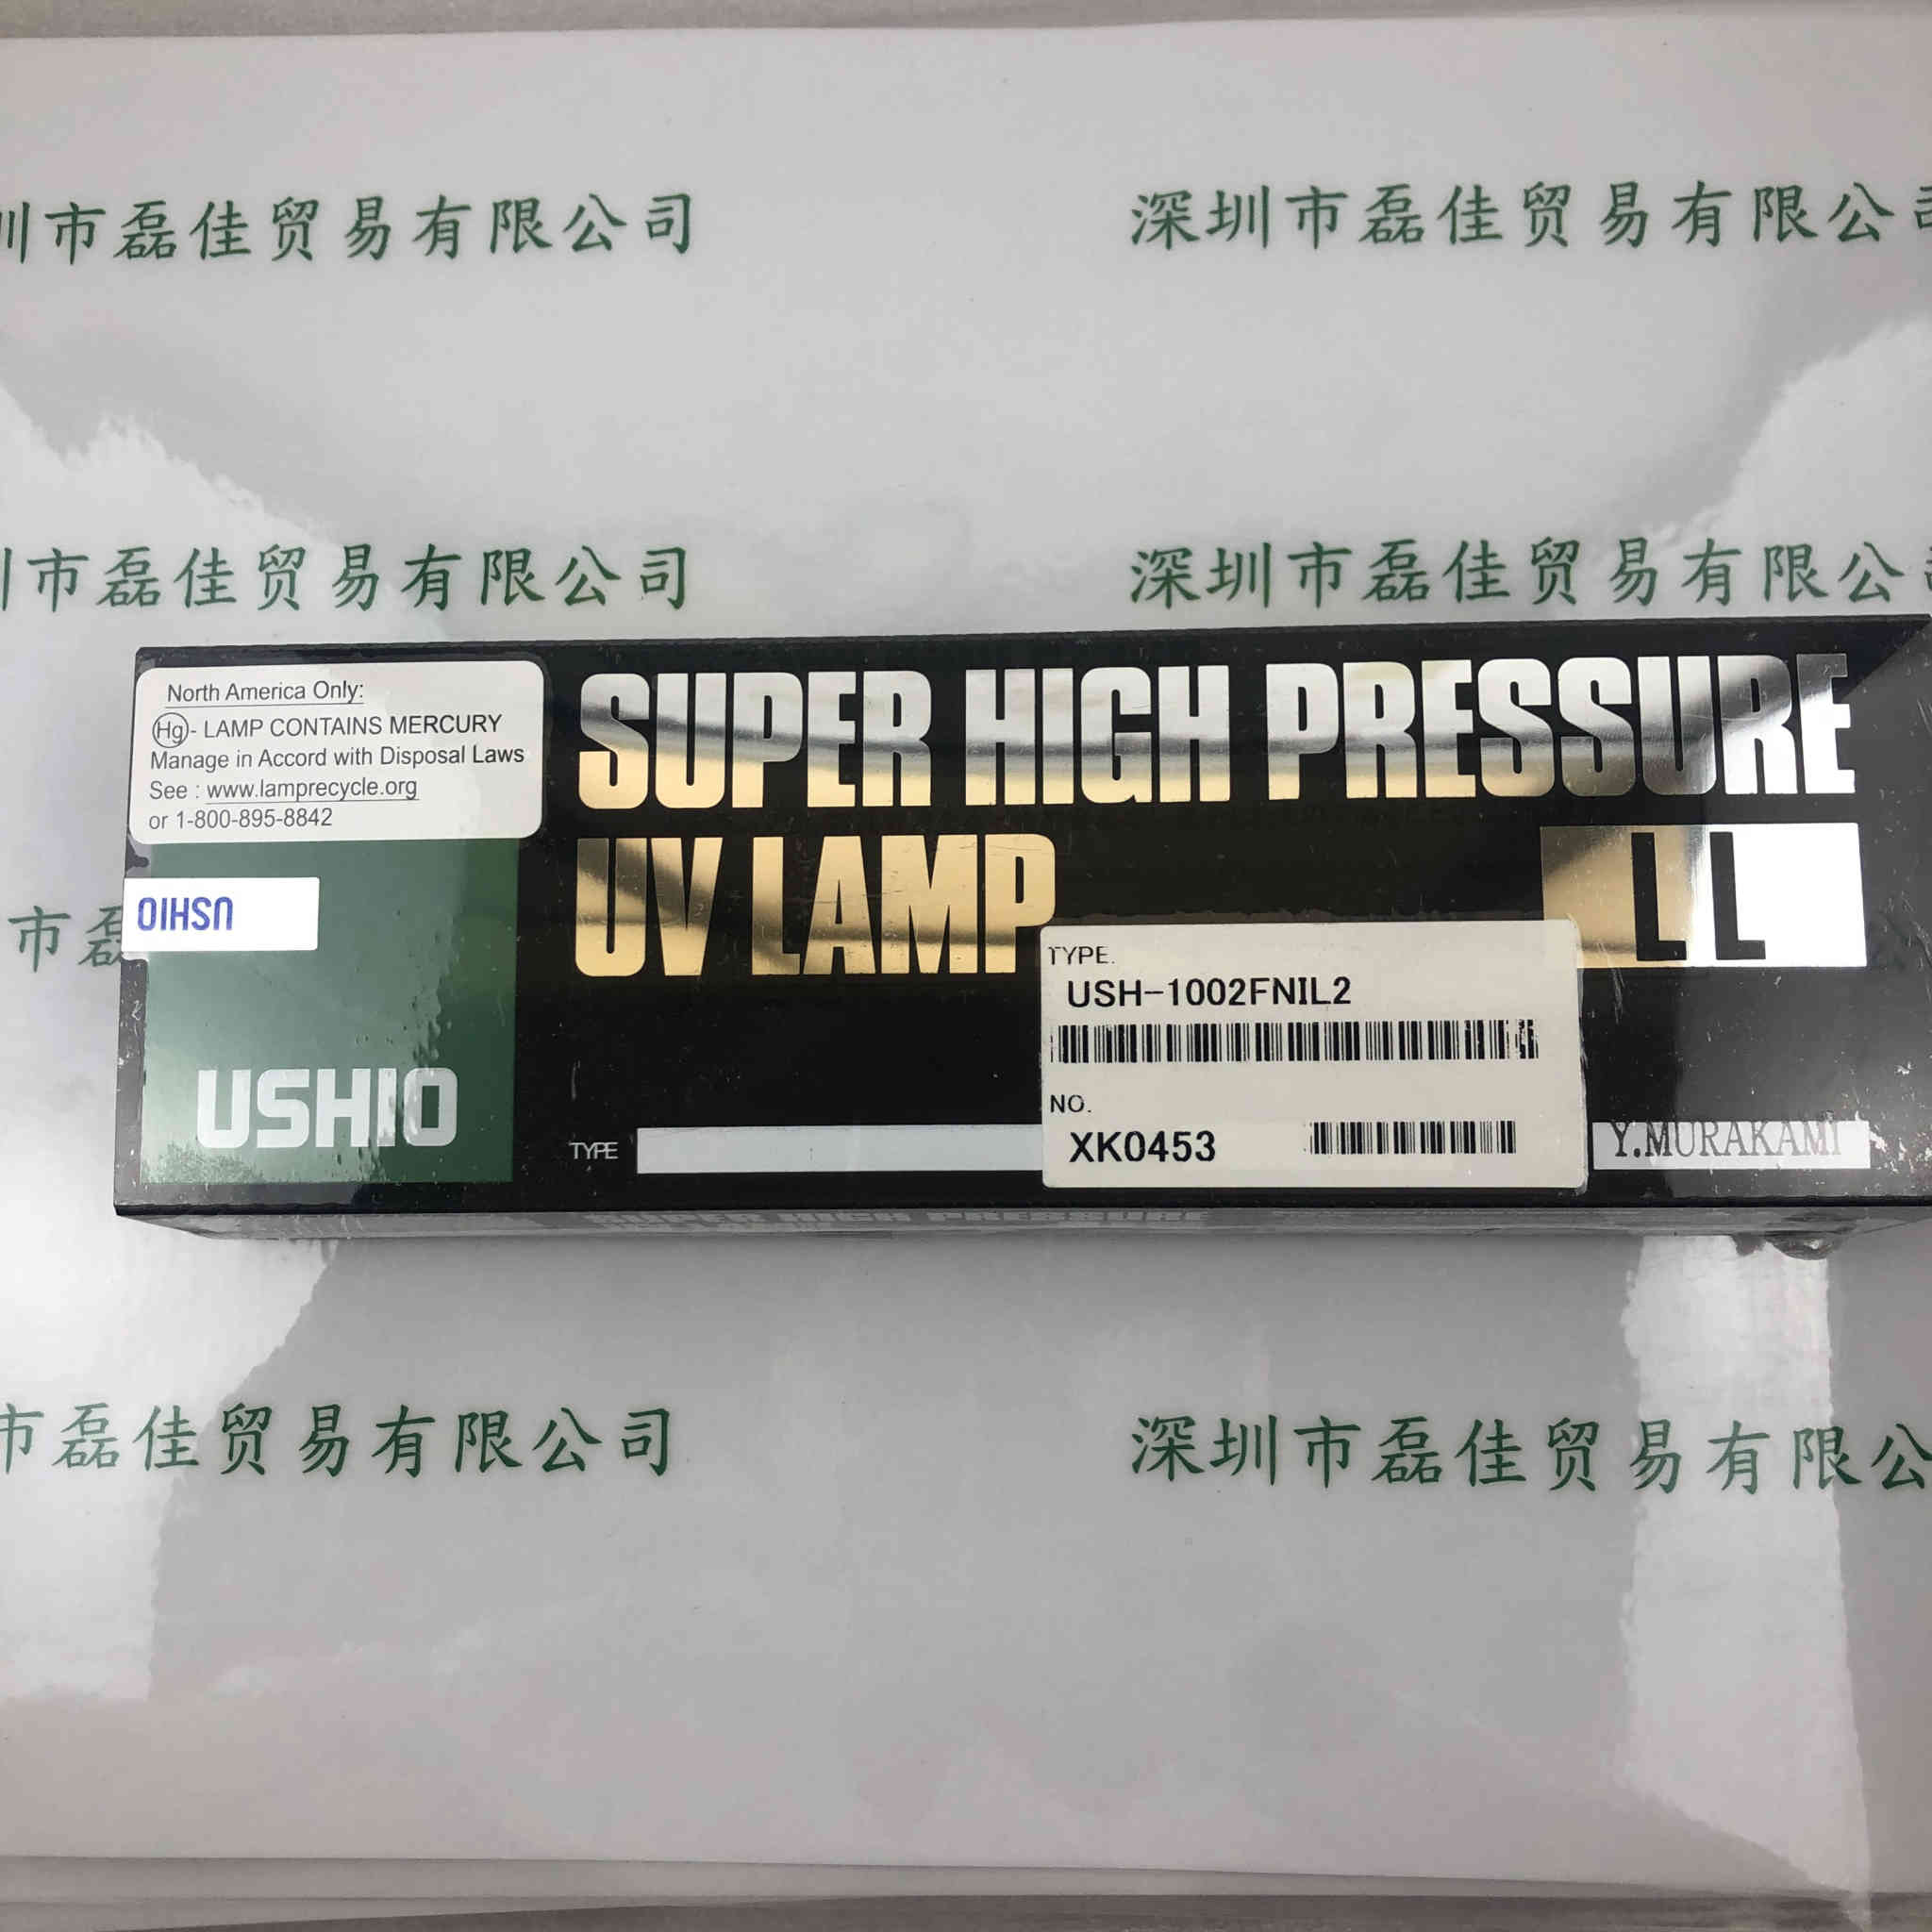 圳市磊佳贸易有限公司
深圳市磊佳贸易有限公
市磊佳贸易有限公司
深圳市磊佳贸易有限公
North America Only:
Hg - LAMP CONTAINS MERCURY
Manage in Accord with Disposal Laws
See : www.lamprecycle.org
or 1-800-895-8842
SUPER HIGH PRESSURE
UV LAMP
LL
市磊
USHIO
TYPE.
USH-1002FNIL2
NO.
XK0453
USHIO
TYPE
Y.MURAKAMI
SUPER HIGH PRESSURE
市磊佳贸易有限公司
深圳市磊佳贸易有限公